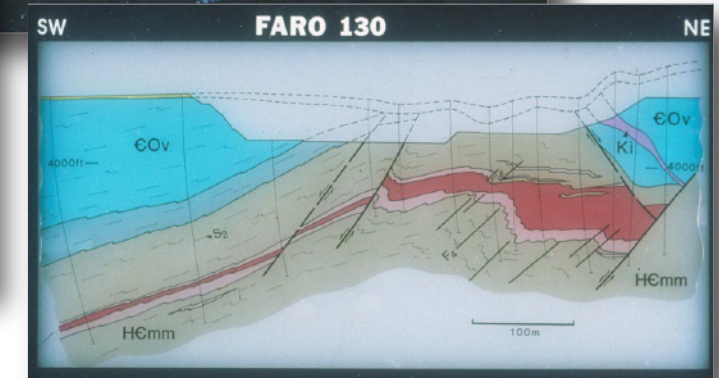 SW FARO 130 NE
€Ov
€Ov
Ki
4000ft
4000ft
S2
F4
H€mm
H€mm
100m